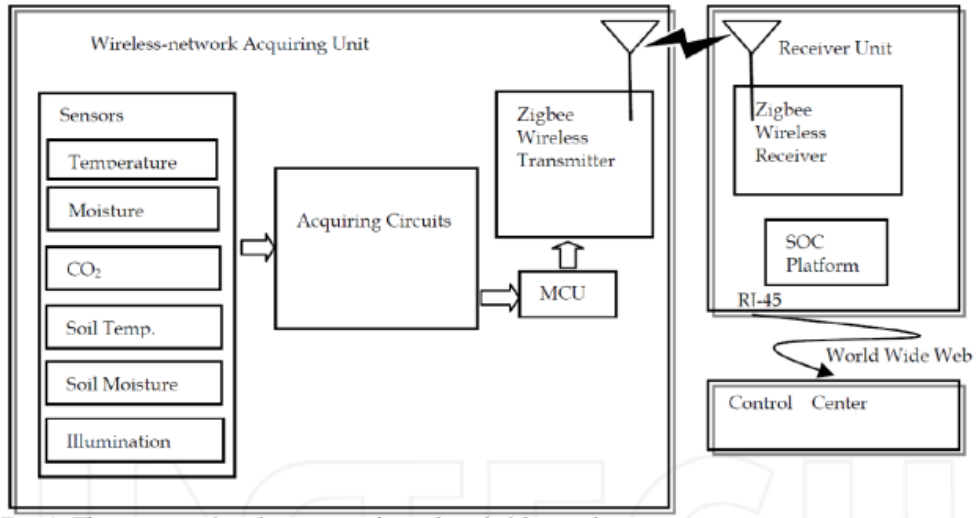 Wireless-network Acquiring Unit
Sensors
Temperature
Moisture
CO₂
Soil Temp.
Soil Moisture
Illumination
Acquiring Circuits
Zigbee
Wireless
Transmitter
MCU
Receiver Unit
Zigbee
Wireless
Receiver
SOC
Platform
RJ-45
World Wide Web
Control Center